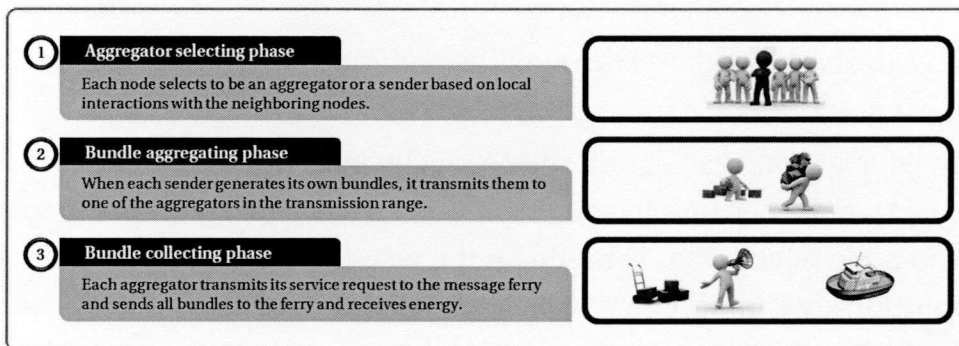 1
Aggregator selecting phase
Each node selects to be an aggregator or a sender based on local
interactions with the neighboring nodes.
2
Bundle aggregating phase
When each sender generates its own bundles, it transmits them to
one of the aggregators in the transmission range.
3
Bundle collecting phase
Each aggregator transmits its service request to the message ferry
and sends all bundles to the ferry and receives energy.